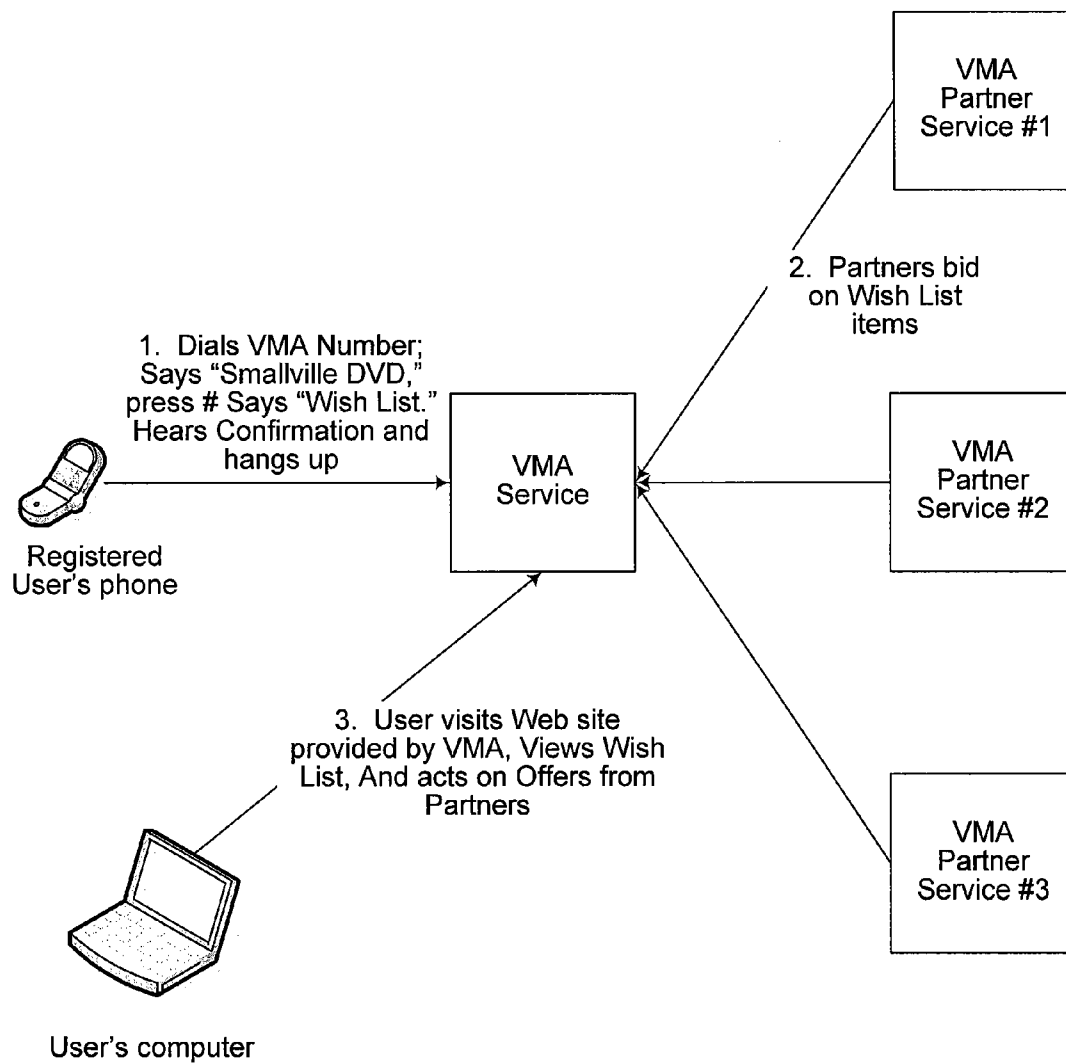 VMA
Partner
Service #1
2. Partners bid
on Wish List
items
1. Dials VMA Number;
Says “Smallville DVD,”
press # Says “Wish List.”
Hears Confirmation and
hangs up
VMA
Service
VMA
Partner
Service #2
Registered
User’s phone
3. User visits Web site
provided by VMA, Views Wish
List, And acts on Offers from
Partners
VMA
Partner
Service #3
User’s computer